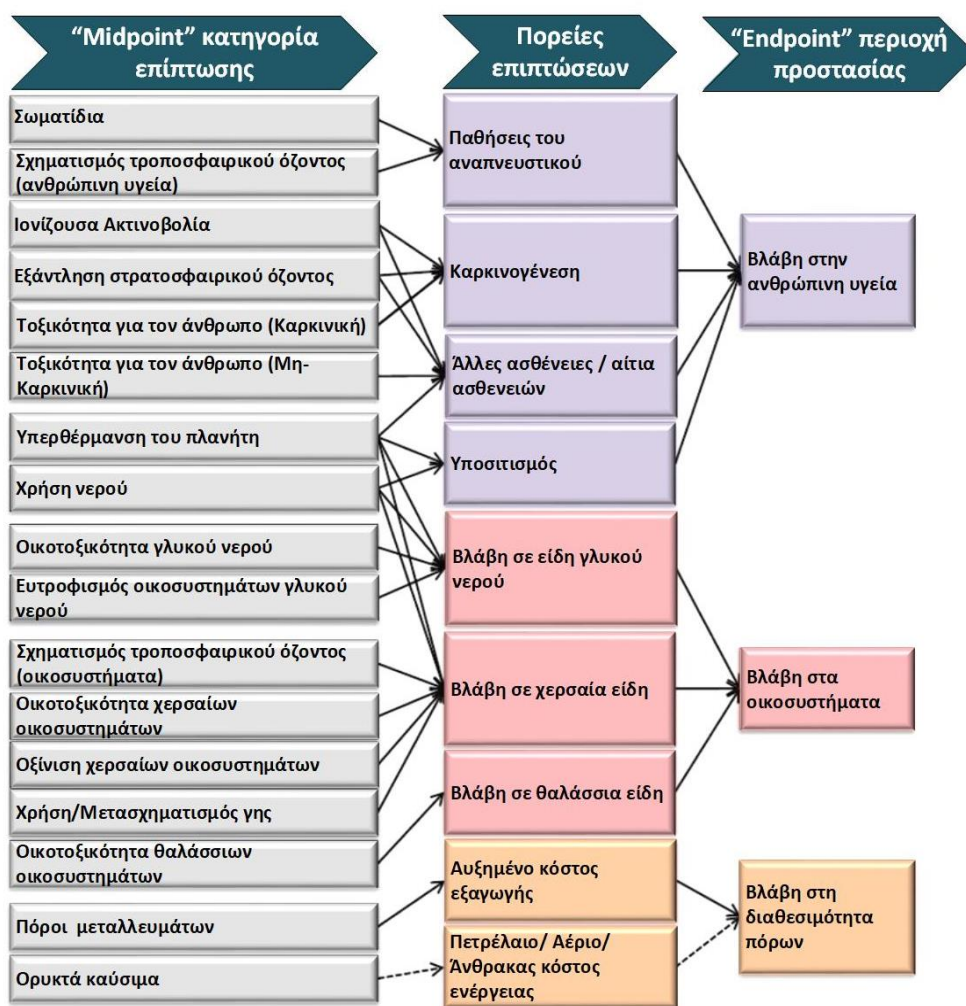 “Midpoint” κατηγορία
επίπτωσης
Πορείες
επιπτώσεων
“Endpoint” περιοχή
προστασίας
Σωματίδια
Σχηματισμός τροποσφαιρικού όζοντος
(ανθρώπινη υγεία)
Ιονίζουσα Ακτινοβολία
Εξάντληση στρατοσφαιρικού όζοντος
Τοξικότητα για τον άνθρωπο (Καρκινική)
Τοξικότητα για τον άνθρωπο (Μη-
Καρκινική)
Υπερθέρμανση του πλανήτη
Χρήση νερού
Οικοτοξικότητα γλυκού νερού
Ευτροφισμός οικοσυστημάτων γλυκού
νερού
Σχηματισμός τροποσφαιρικού όζοντος
(οικοσυστήματα)
Οικοτοξικότητα χερσαίων
οικοσυστημάτων
Οξίνιση χερσαίων οικοσυστημάτων
Χρήση/Μετασχηματισμός γης
Οικοτοξικότητα θαλάσσιων
οικοσυστημάτων
Πόροι μεταλλευμάτων
Ορυκτά καύσιμα
Παθήσεις του
αναπνευστικού
Καρκινογένεση
Άλλες ασθένειες / αίτια
ασθενειών
Υποσιτισμός
Βλάβη σε είδη γλυκού
νερού
Βλάβη σε χερσαία είδη
Βλάβη σε θαλάσσια είδη
Αυξημένο κόστος
εξαγωγής
Πετρέλαιο/ Αέριο/
Άνθρακας κόστος
ενέργειας
Βλάβη στην
ανθρώπινη υγεία
Βλάβη στα
οικοσυστήματα
Βλάβη στη
διαθεσιμότητα
πόρων